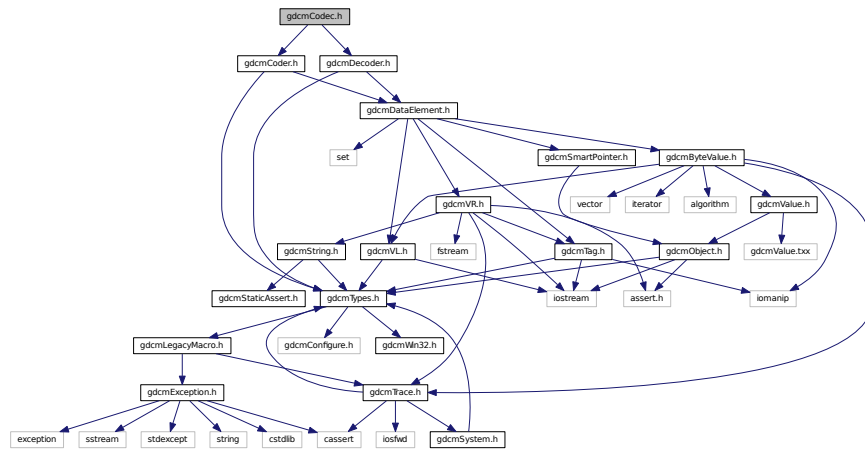 gdcmCodec.h
gdcmCoder.h
gdcmDecoder.h
gdcmDataElement.h
set
gdcmSmartPointer.h
gdcmByteValue.h
gdcmVR.h
vector
iterator
algorithm
gdcmValue.h
gdcmString.h
gdcmVL.h
fstream
gdcmTag.h
gdcmObject.h
gdcmValue.txx
gdcmStaticAssert.h
gdcmTypes.h
iostream
assert.h
iomanip
gdcmLegacyMacro.h
gdcmConfigure.h
gdcmWin32.h
gdcmException.h
gdcmTrace.h
exception
sstream
stdexcept
string
cstdlib
cassert
iosfwd
gdcmSystem.h